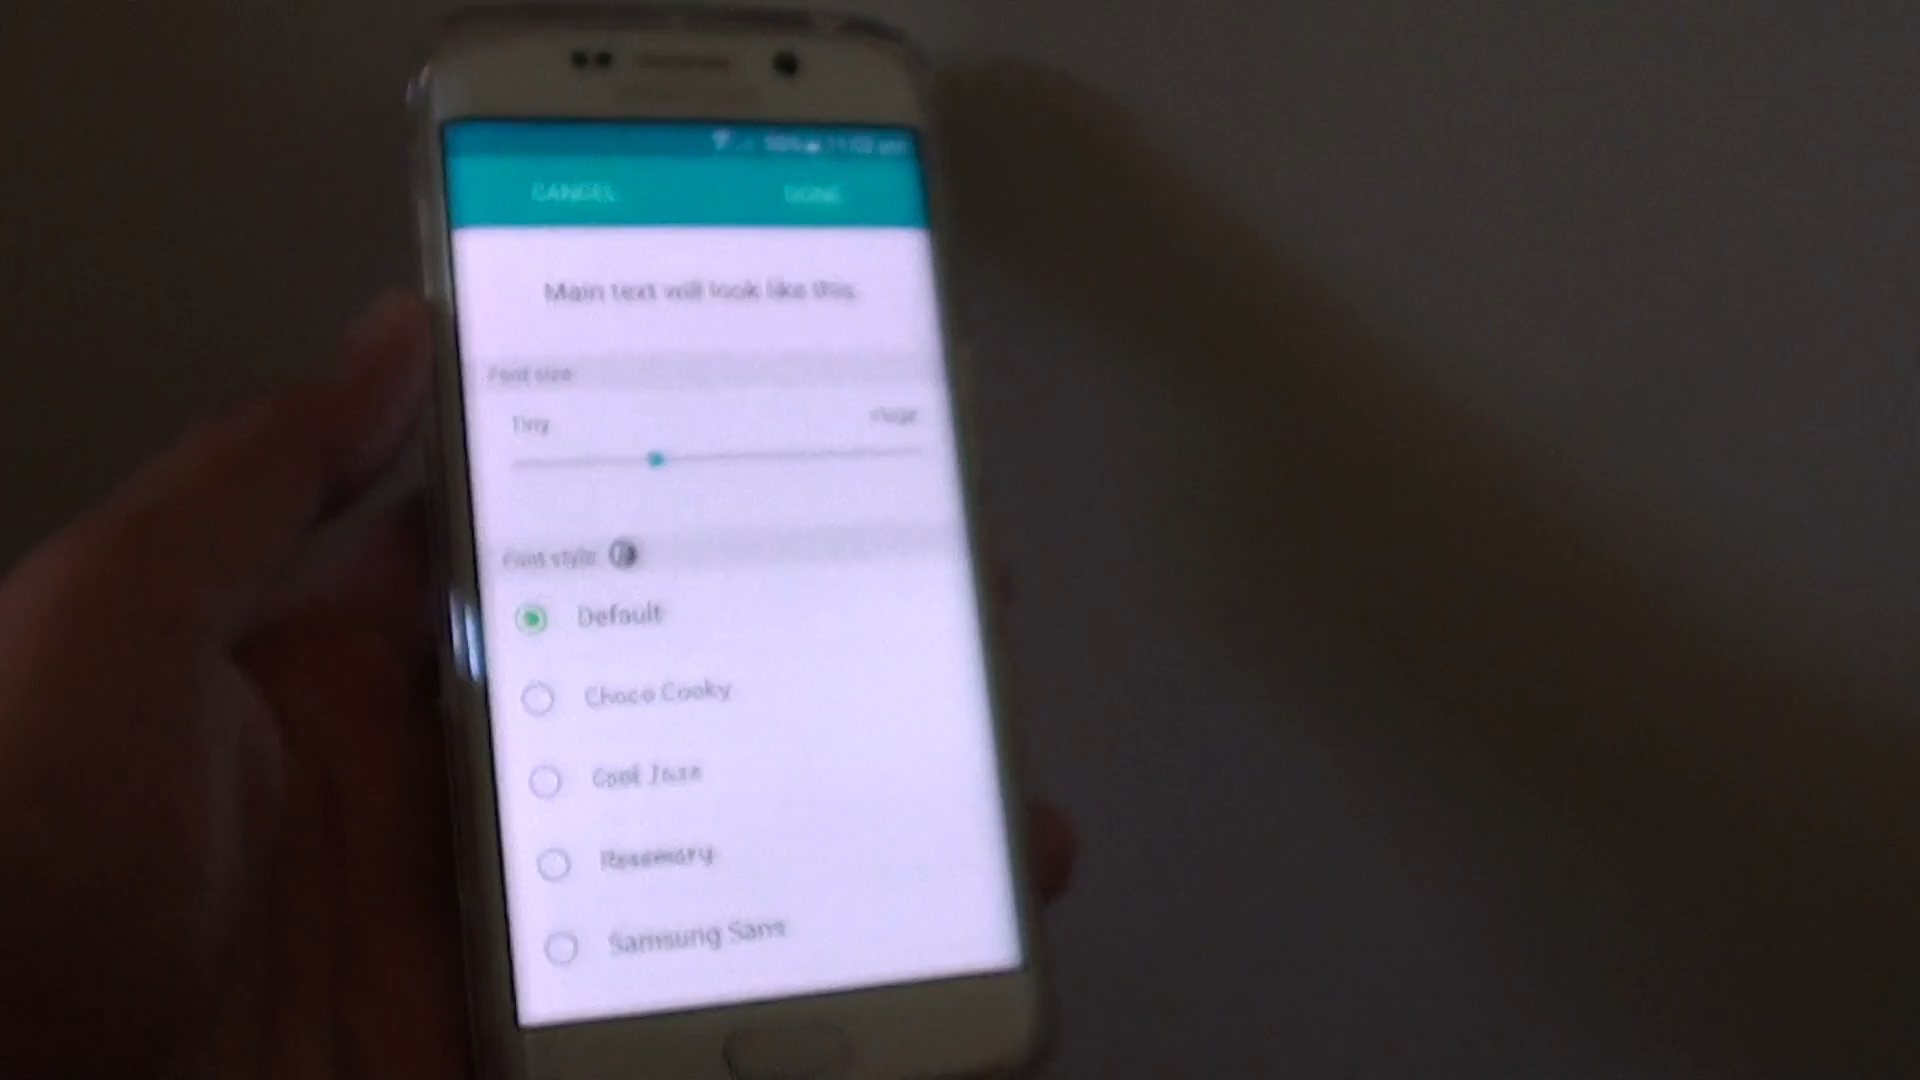 CANCEL DONE
Main text will look like this.
Font size
Tiny Huge
Font style
Default
Choco Cooky
Cool Jazz
Rosemary
Samsung Sans